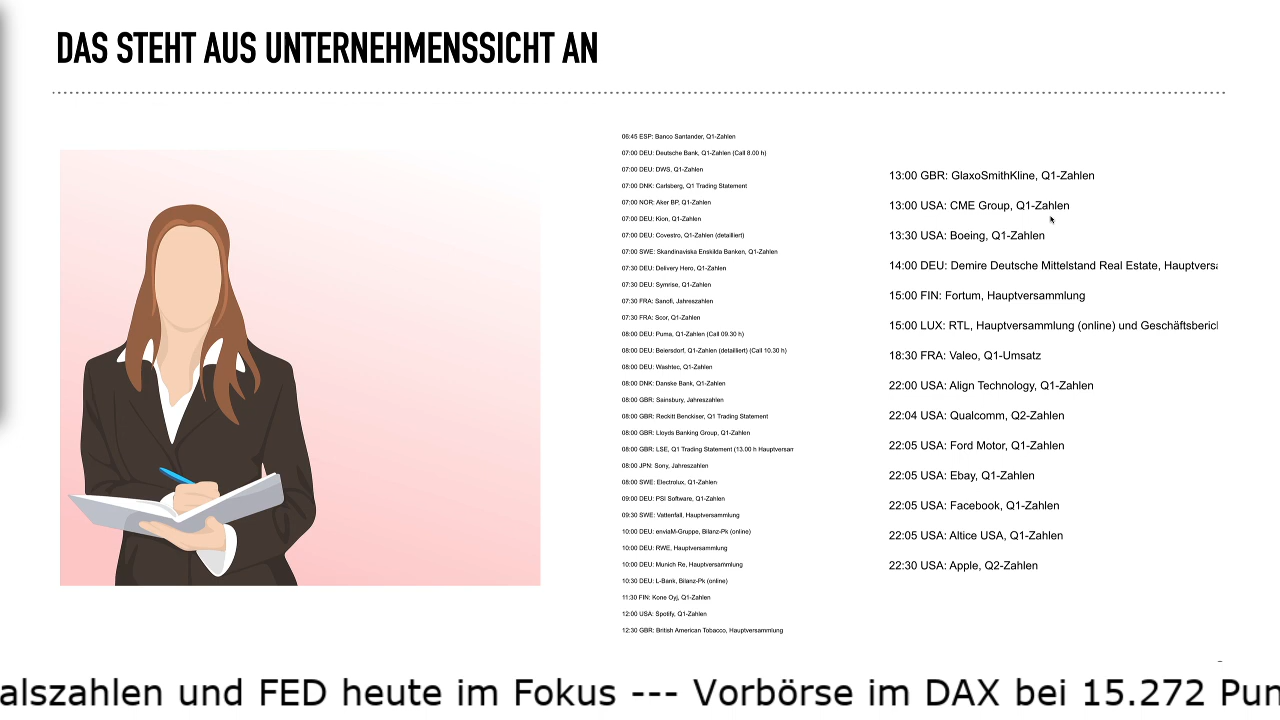 DAS STEHT AUS UNTERNEHMENSSICHT AN
06:45 ESP: Banco Santander, Q1-Zahlen
07:00 DEU: Deutsche Bank, Q1-Zahlen (Call 8.00 h)
07:00 DEU: DWS, Q1-Zahlen
07:00 DNK: Carlsberg, Q1 Trading Statement
07:00 NOR: Aker BP, Q1-Zahlen
07:00 DEU: Kion, Q1-Zahlen
07:00 DEU: Covestro, Q1-Zahlen (detailliert)
07:00 SWE: Skandinaviska Enskilda Banken, Q1-Zahlen
07:30 DEU: Delivery Hero, Q1-Zahlen
07:30 DEU: Symrise, Q1-Zahlen
07:30 FRA: Sanofi, Jahreszahlen
07:30 FRA: Scor, Q1-Zahlen
08:00 DEU: Puma, Q1-Zahlen (Call 09.30 h)
08:00 DEU: Beiersdorf, Q1-Zahlen (detailliert) (Call 10.30 h)
08:00 DEU: Washtec, Q1-Zahlen
08:00 DNK: Danske Bank, Q1-Zahlen
08:00 GBR: Sainsbury, Jahreszahlen
08:00 GBR: Reckitt Benckiser, Q1 Trading Statement
08:00 GBR: Lloyds Banking Group, Q1-Zahlen
08:00 GBR: LSE, Q1 Trading Statement (13.00 h Hauptversam
08:00 JPN: Sony, Jahreszahlen
08:00 SWE: Electrolux, Q1-Zahlen
09:00 DEU: PSI Software, Q1-Zahlen
09:30 SWE: Vattenfall, Hauptversammlung
10:00 DEU: enviaM-Gruppe, Bilanz-Pk (online)
10:00 DEU: RWE, Hauptversammlung
10:00 DEU: Munich Re, Hauptversammlung
10:30 DEU: L-Bank, Bilanz-Pk (online)
11:30 FIN: Kone Oyj, Q1-Zahlen
12:00 USA: Spotify, Q1-Zahlen
12:30 GBR: British American Tobacco, Hauptversammlung
13:00 GBR: GlaxoSmithKline, Q1-Zahlen
13:00 USA: CME Group, Q1-Zahlen
13:30 USA: Boeing, Q1-Zahlen
14:00 DEU: Demire Deutsche Mittelstand Real Estate, Hauptversa
15:00 FIN: Fortum, Hauptversammlung
15:00 LUX: RTL, Hauptversammlung (online) und Geschäftsberich
18:30 FRA: Valeo, Q1-Umsatz
22:00 USA: Align Technology, Q1-Zahlen
22:04 USA: Qualcomm, Q2-Zahlen
22:05 USA: Ford Motor, Q1-Zahlen
22:05 USA: Ebay, Q1-Zahlen
22:05 USA: Facebook, Q1-Zahlen
22:05 USA: Altice USA, Q1-Zahlen
22:30 USA: Apple, Q2-Zahlen
alszahlen und FED heute im Fokus --- Vorbörse im DAX bei 15.272 Pun